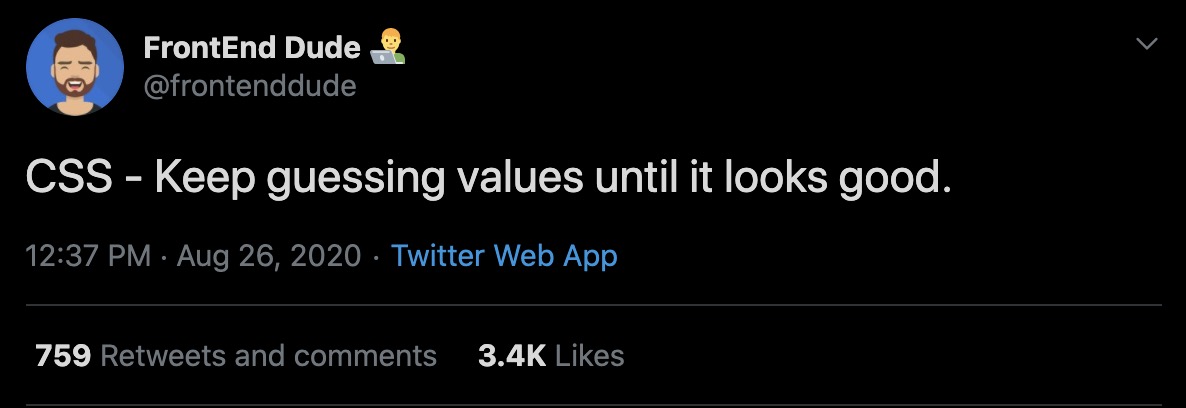 FrontEnd Dude 👨‍💻
@frontenddude
CSS - Keep guessing values until it looks good.
12:37 PM · Aug 26, 2020 · Twitter Web App
759 Retweets and comments 3.4K Likes